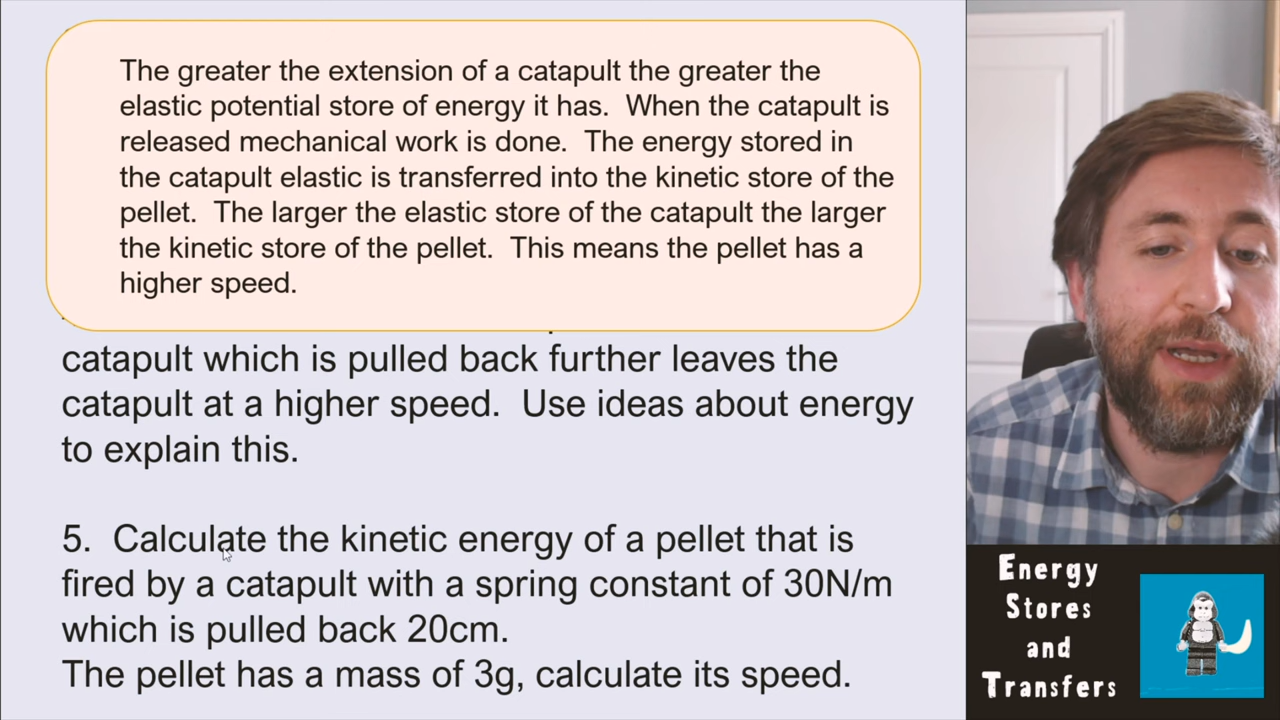 The greater the extension of a catapult the greater the
elastic potential store of energy it has.  When the catapult is
released mechanical work is done.  The energy stored in
the catapult elastic is transferred into the kinetic store of the
pellet.  The larger the elastic store of the catapult the larger
the kinetic store of the pellet.  This means the pellet has a
higher speed.
catapult which is pulled back further leaves the
catapult at a higher speed.  Use ideas about energy
to explain this.
5.  Calculate the kinetic energy of a pellet that is
fired by a catapult with a spring constant of 30N/m
which is pulled back 20cm.
The pellet has a mass of 3g, calculate its speed.
Energy
Stores
and
Transfers